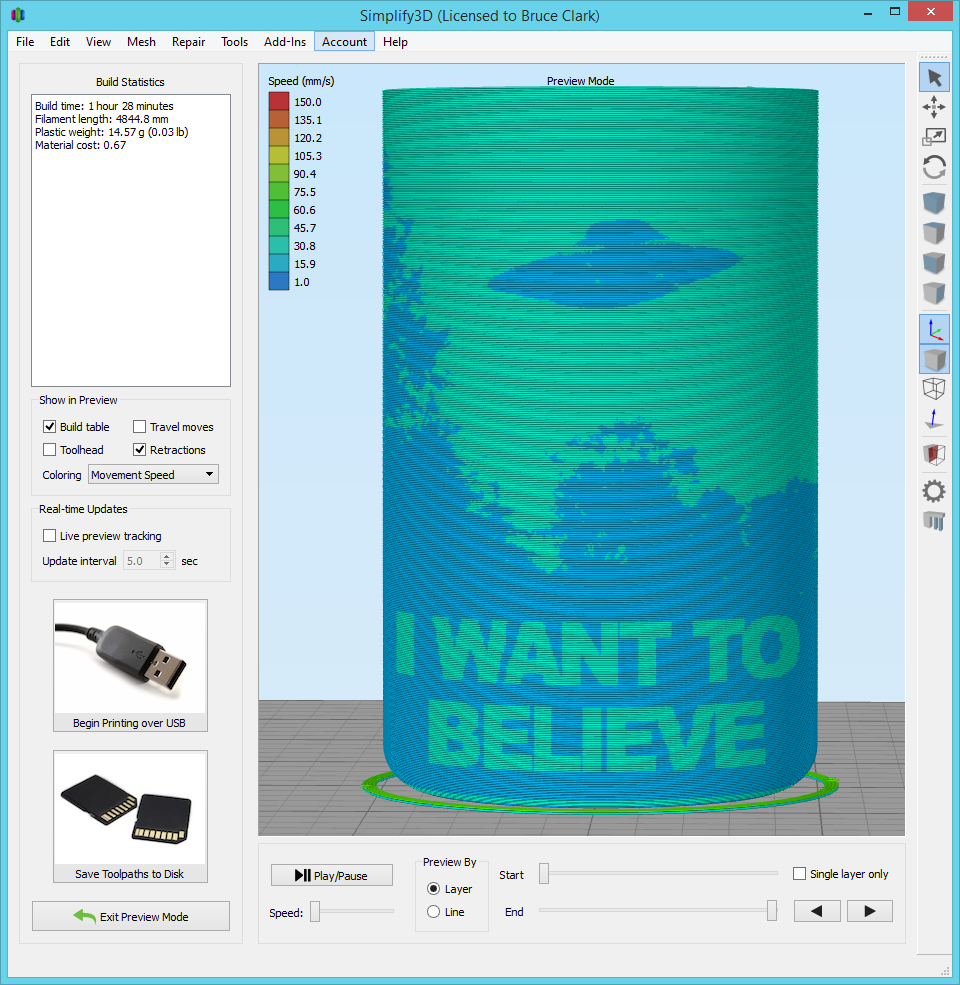 Simplify3D (Licensed to Bruce Clark)
File Edit View Mesh Repair Tools Add-Ins Account Help
Build Statistics
Build time: 1 hour 28 minutes
Filament length: 4844.8 mm
Plastic weight: 14.57 g (0.03 lb)
Material cost: 0.67
Show in Preview
Build table
Travel moves
Toolhead
Retractions
Coloring Movement Speed
Real-time Updates
Live preview tracking
Update interval 5.0 sec
Begin Printing over USB
Save Toolpaths to Disk
Exit Preview Mode
Speed (mm/s)
150.0
135.1
120.2
105.3
90.4
75.5
60.6
45.7
30.8
15.9
1.0
Preview Mode
I WANT TO
BELIEVE
Play/Pause
Speed:
Preview By
Layer
Line
Start
End
Single layer only